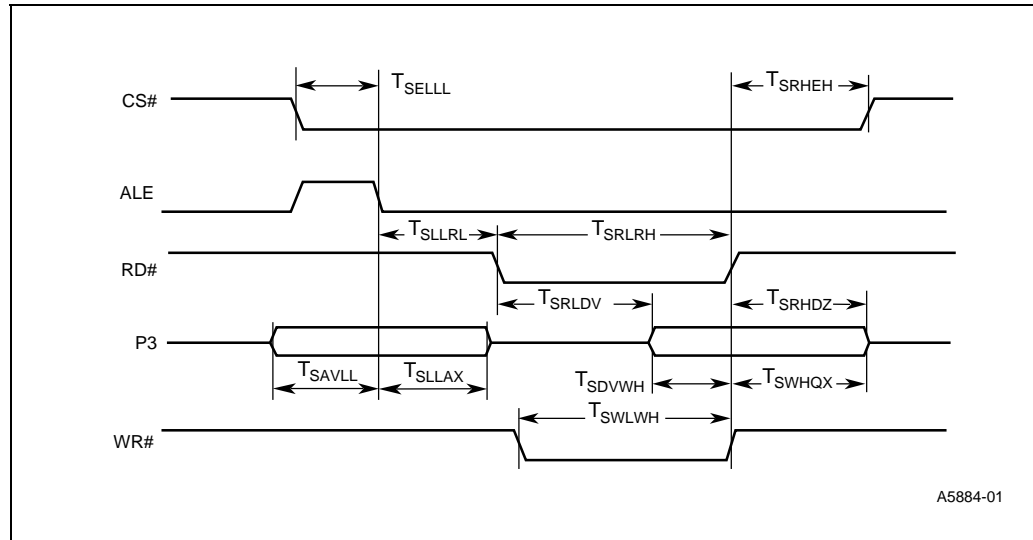 T_SELLL
T_SRHEH
CS#
ALE
T_SLLRL
T_SRLRH
RD#
T_SRLDV
T_SRHDZ
P3
T_SAVLL
T_SLLAX
T_SDVWH
T_SWHQX
T_SWLWH
WR#
A5884-01